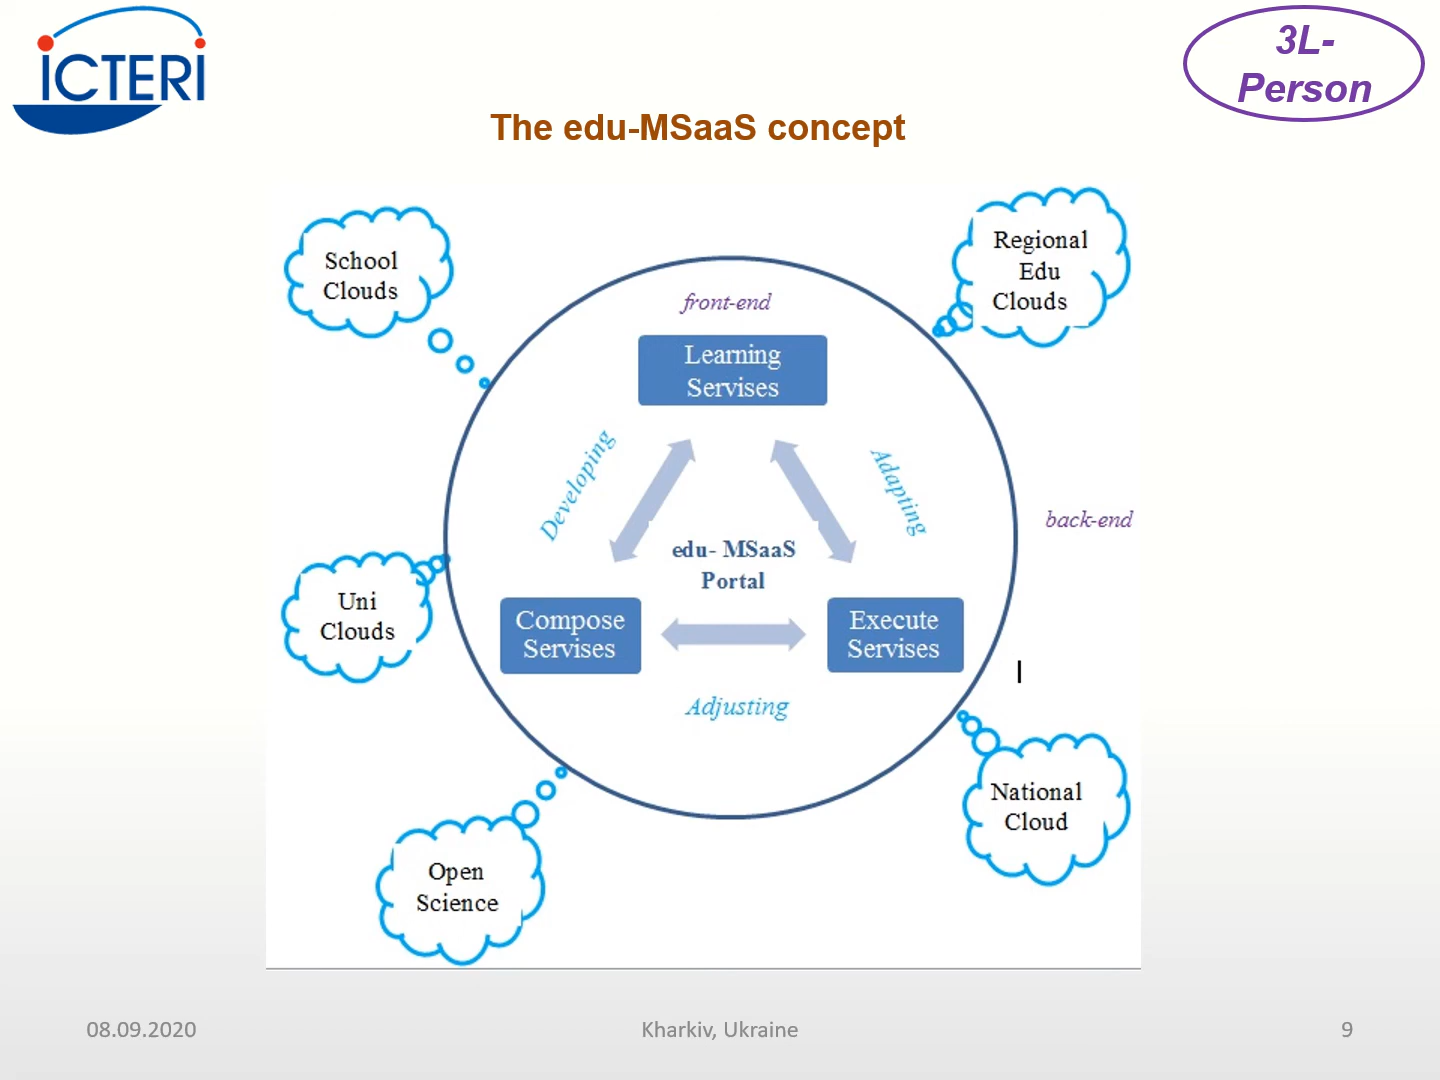 iCTERi
3L-
Person
The edu-MSaaS concept
School
Clouds
Regional
Edu
Clouds
front-end
Learning
Servises
Developing
Adapting
back-end
edu- MSaaS
Portal
Uni
Clouds
Compose
Servises
Execute
Servises
Adjusting
National
Cloud
Open
Science
08.09.2020
Kharkiv, Ukraine
9